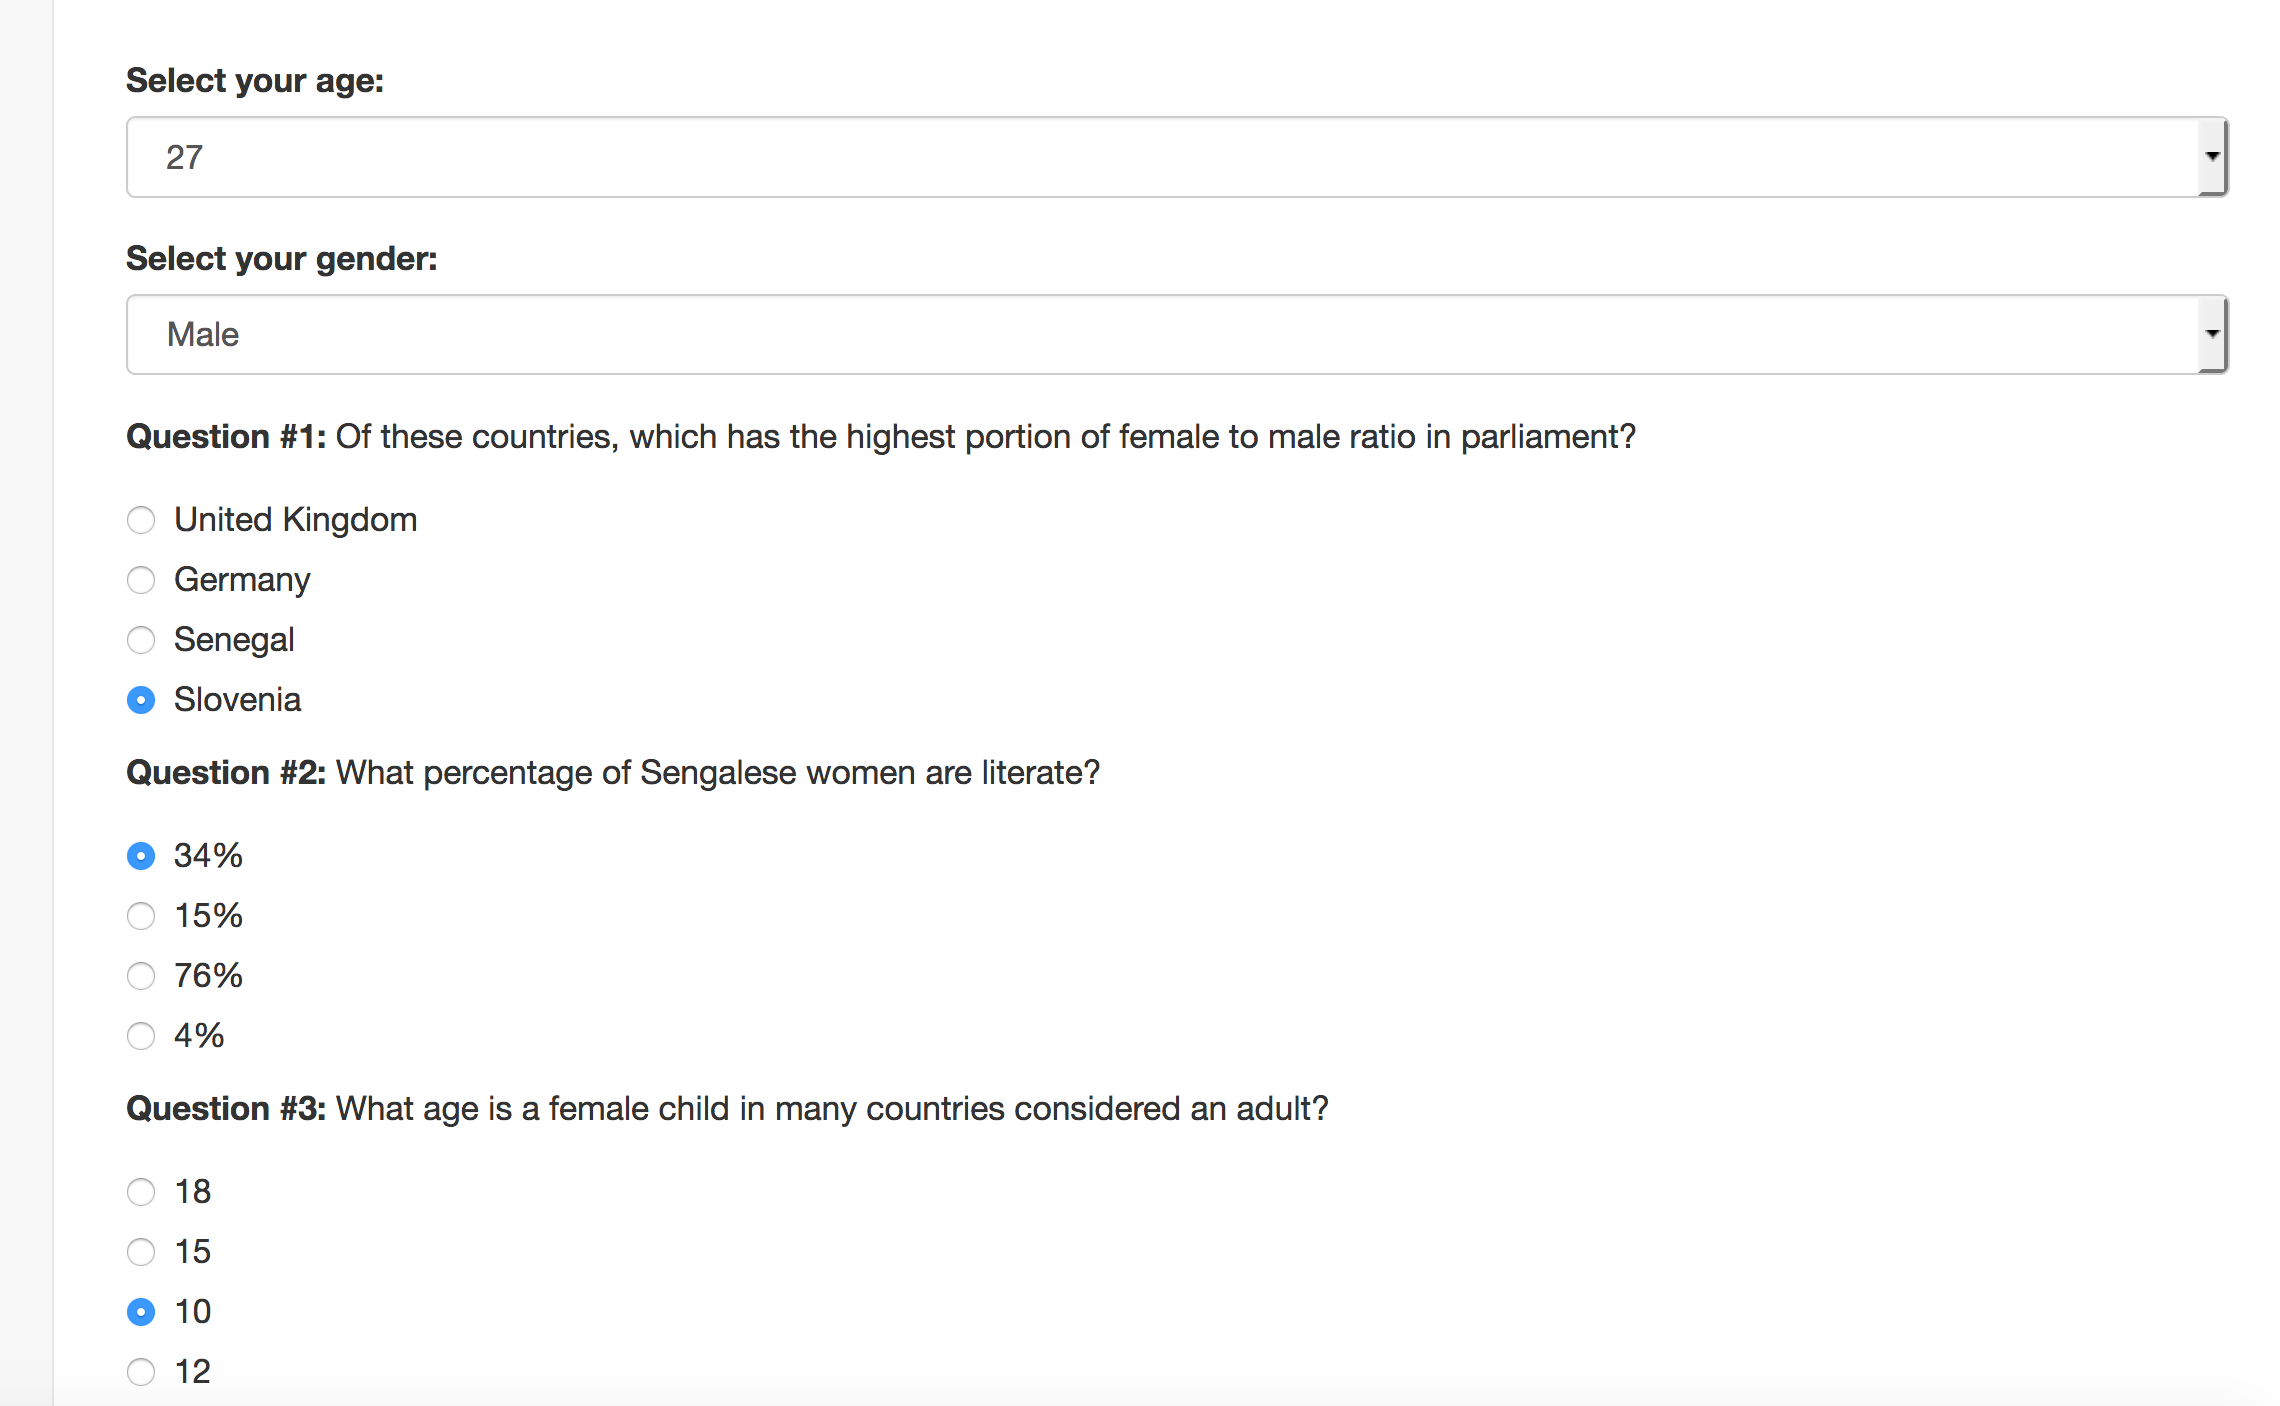 Select your age:
27
Select your gender:
Male
Question #1: Of these countries, which has the highest portion of female to male ratio in parliament?
United Kingdom
Germany
Senegal
Slovenia
Question #2: What percentage of Sengalese women are literate?
34%
15%
76%
4%
Question #3: What age is a female child in many countries considered an adult?
18
15
10
12